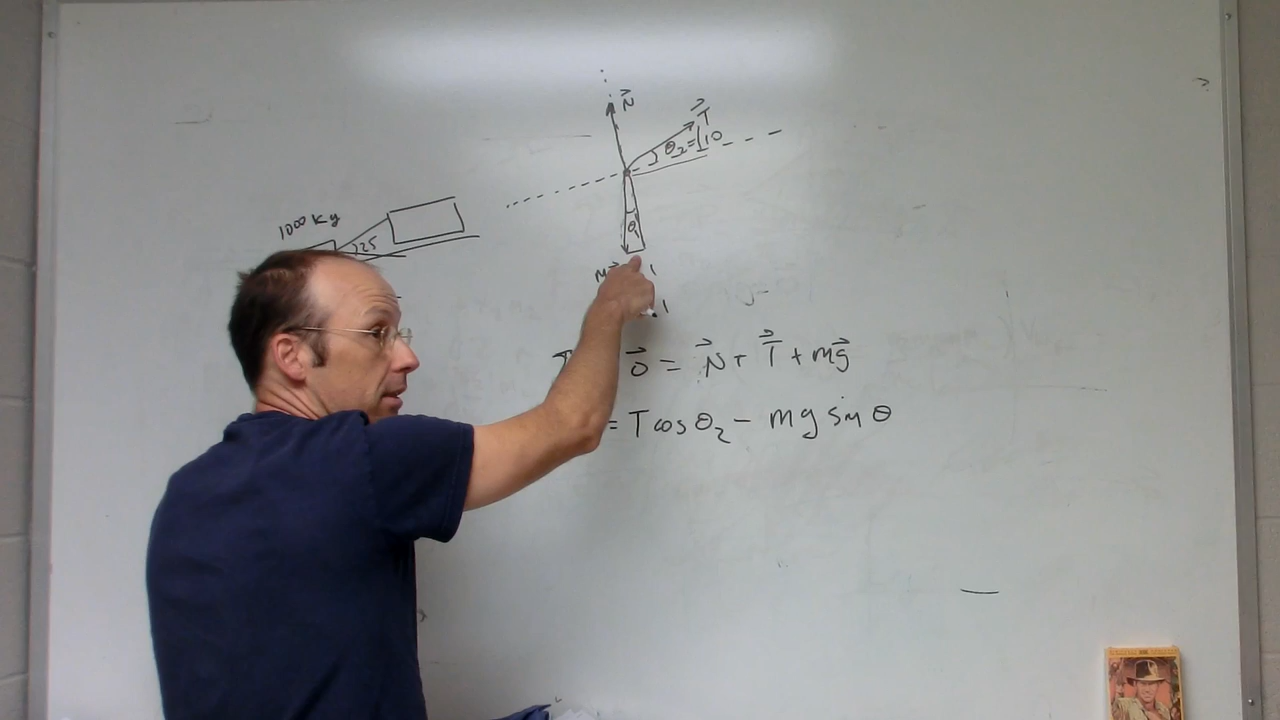 N⃗
T⃗
θ₂=10
1000 Kg
25
θ₁
0⃗ = N⃗ + T⃗ + mg⃗
= T cos θ₂ - mg sin θ